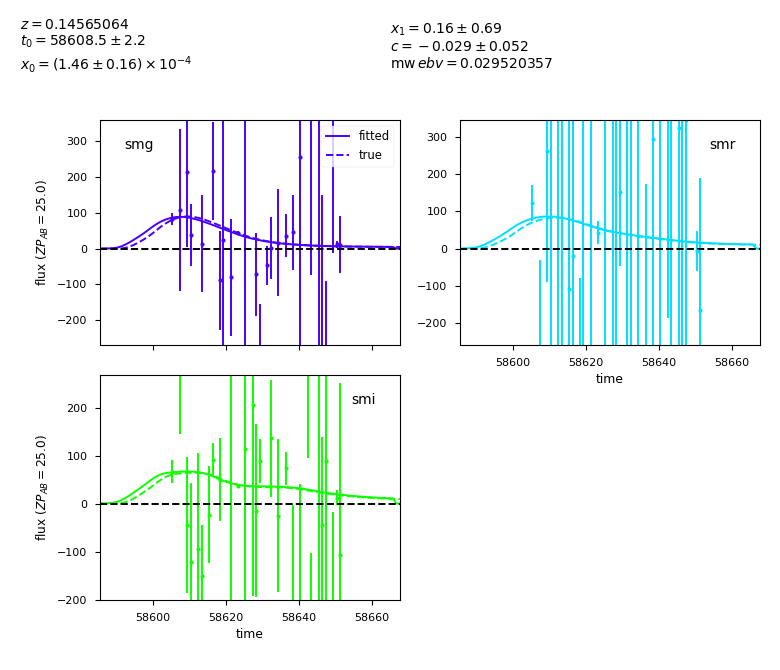 z = 0.14565064
t₀ = 58608.5 ± 2.2
x₀ = (1.46 ± 0.16) × 10⁻⁴
x₁ = 0.16 ± 0.69
c = −0.029 ± 0.052
mw ebv = 0.029520357
smg
fitted
true
300
200
100
0
−100
−200
flux (ZP_AB = 25.0)
smr
300
200
100
0
−100
−200
58600 58620 58640 58660
time
smi
200
100
0
−100
−200
flux (ZP_AB = 25.0)
58600 58620 58640 58660
time